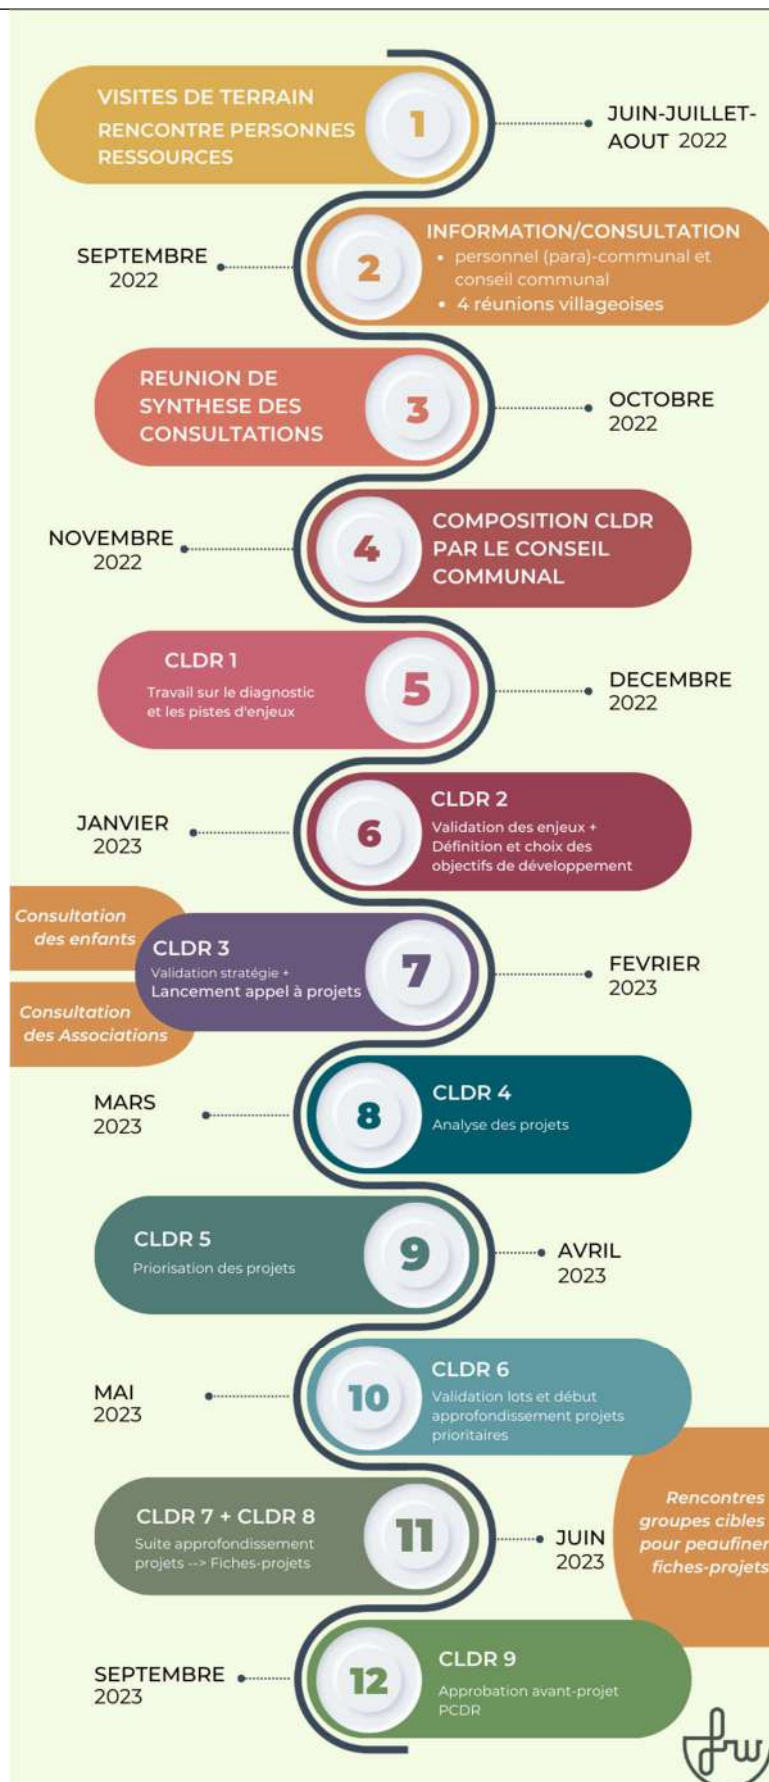 VISITES DE TERRAIN
RENCONTRE PERSONNES
RESSOURCES
1
JUIN-JUILLET-
AOUT 2022
SEPTEMBRE
2022
2
INFORMATION/CONSULTATION
• personnel (para)-communal et
conseil communal
• 4 réunions villageoises
REUNION DE
SYNTHESE DES
CONSULTATIONS
3
OCTOBRE
2022
NOVEMBRE
2022
4
COMPOSITION CLDR
PAR LE CONSEIL
COMMUNAL
CLDR 1
Travail sur le diagnostic
et les pistes d'enjeux
5
DECEMBRE
2022
JANVIER
2023
6
CLDR 2
Validation des enjeux +
Définition et choix des
objectifs de développement
Consultation
des enfants
Consultation
des Associations
CLDR 3
Validation stratégie +
Lancement appel à projets
7
FEVRIER
2023
MARS
2023
8
CLDR 4
Analyse des projets
CLDR 5
Priorisation des projets
9
AVRIL
2023
MAI
2023
10
CLDR 6
Validation lots et début
approfondissement projets
prioritaires
CLDR 7 + CLDR 8
Suite approfondissement
projets --> Fiches-projets
11
JUIN
2023
Rencontres
groupes cibles
pour peaufiner
fiches-projets
SEPTEMBRE
2023
12
CLDR 9
Approbation avant-projet
PCDR